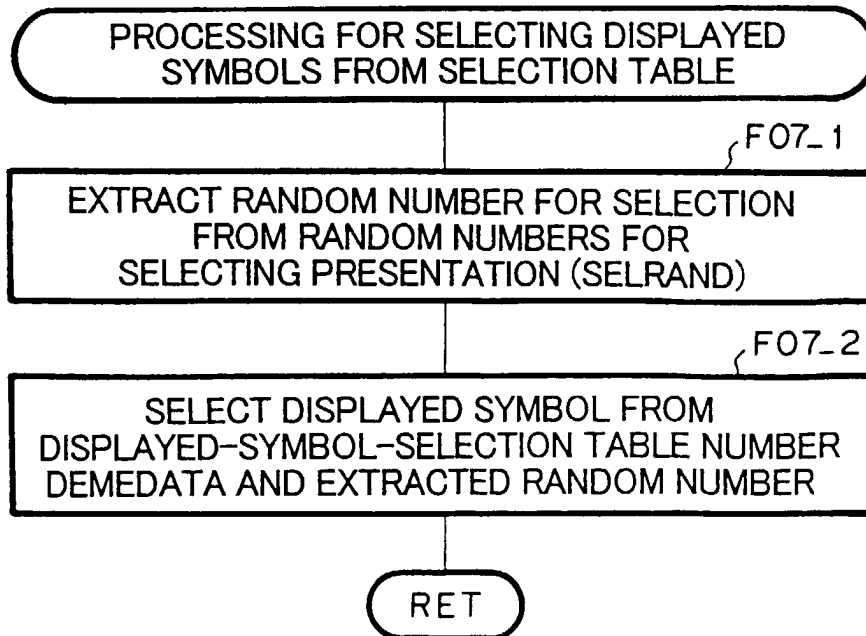 PROCESSING FOR SELECTING DISPLAYED
SYMBOLS FROM SELECTION TABLE
F07_1
EXTRACT RANDOM NUMBER FOR SELECTION
FROM RANDOM NUMBERS FOR
SELECTING PRESENTATION (SELRAND)
F07_2
SELECT DISPLAYED SYMBOL FROM
DISPLAYED-SYMBOL-SELECTION TABLE NUMBER
DEMEDATA AND EXTRACTED RANDOM NUMBER
RET